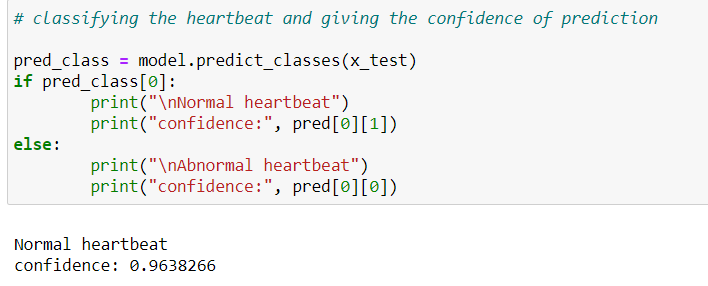 # classifying the heartbeat and giving the confidence of prediction
pred_class = model.predict_classes(x_test)
if pred_class[0]:
        print("\nNormal heartbeat")
        print("confidence:", pred[0][1])
else:
        print("\nAbnormal heartbeat")
        print("confidence:", pred[0][0])
Normal heartbeat
confidence: 0.9638266